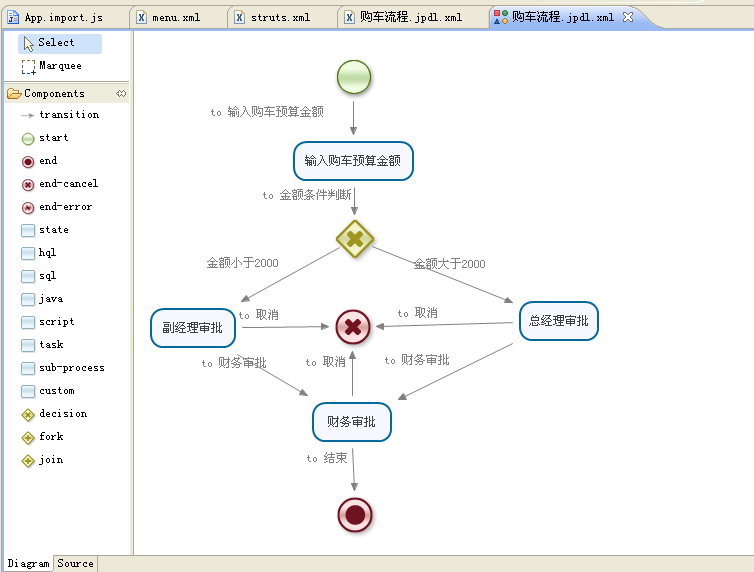 App.import.js
menu.xml
struts.xml
购车流程.jpdl.xml
购车流程.jpdl.xml
Select
Marquee
Components
transition
start
end
end-cancel
end-error
state
hql
sql
java
script
task
sub-process
custom
decision
fork
join
to 输入购车预算金额
输入购车预算金额
to 金额条件判断
金额小于2000
金额大于2000
副经理审批
to 取消
to 取消
总经理审批
to 财务审批
to 取消
to 财务审批
财务审批
to 结束
Diagram
Source